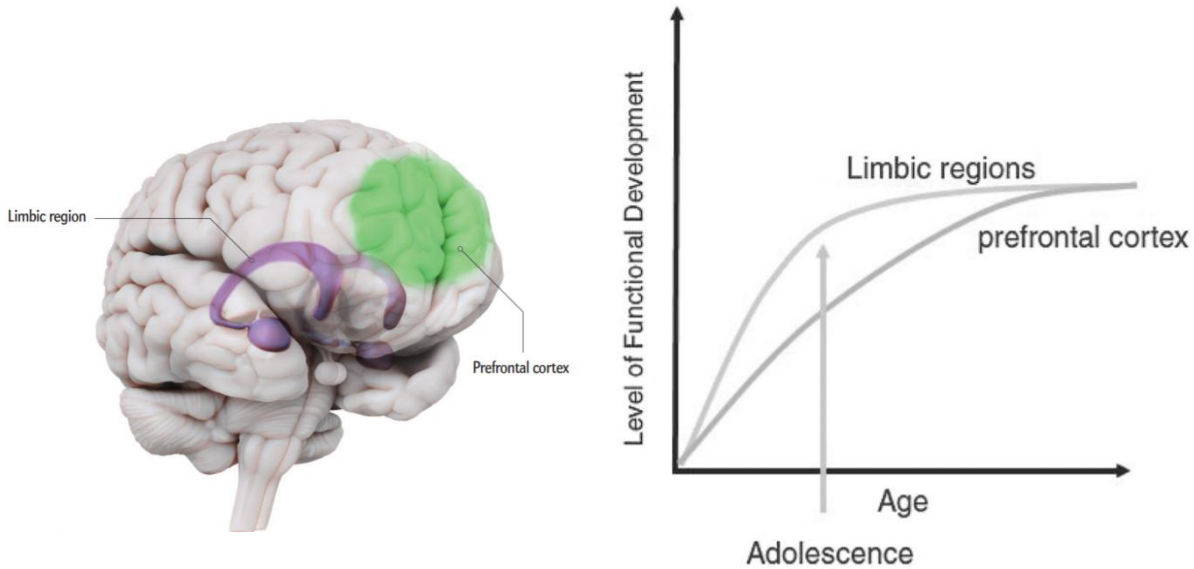 Limbic region
Prefrontal cortex
Level of Functional Development
Limbic regions
prefrontal cortex
Age
Adolescence